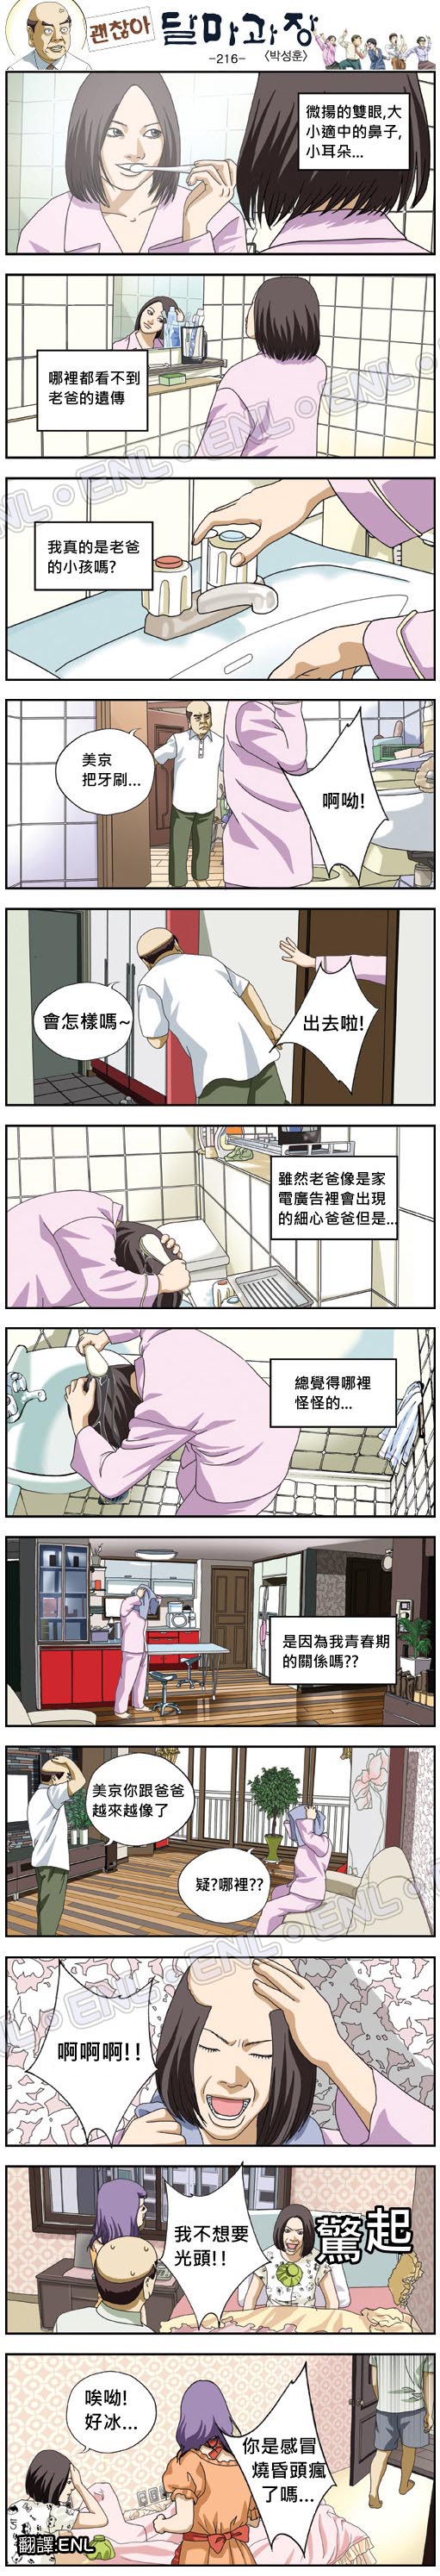 괜찮아 달마과장
-216- <박성훈>
微揚的雙眼,大
小適中的鼻子,
小耳朵...
哪裡都看不到
老爸的遺傳
ENL • ENL • ENL
我真的是老爸
的小孩嗎?
美京
把牙刷...
啊呦!
會怎樣嗎~
出去啦!
雖然老爸像是家
電廣告裡會出現
的細心爸爸但是...
總覺得哪裡
怪怪的...
是因為我青春期
的關係嗎??
美京你跟爸爸
越來越像了
疑?哪裡??
ENL • ENL • ENL
啊啊啊!!
我不想要
光頭!!
驚起
唉呦!
好冰...
你是感冒
燒昏頭瘋
了嗎...
翻譯:ENL